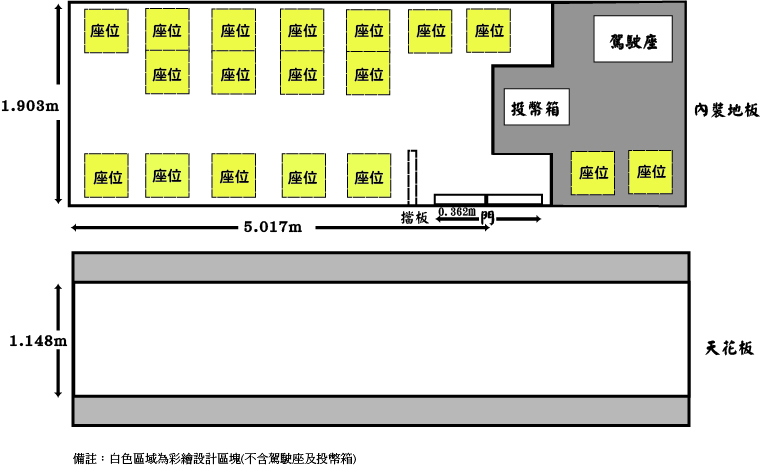 座位 座位 座位 座位 座位 座位 座位
駕駛座
座位 座位 座位 座位
1.903m
投幣箱
內裝地板
座位 座位 座位 座位 座位 座位 座位
擋板
0.362m
門
5.017m
1.148m
天花板
備註：白色區域為彩繪設計區塊(不含駕駛座及投幣箱)